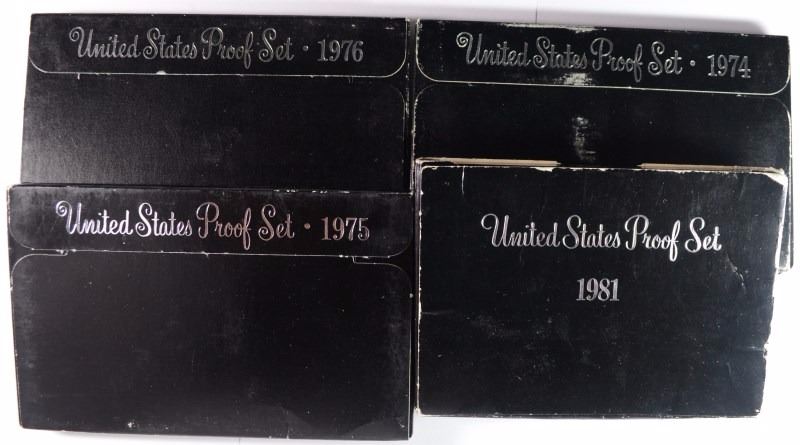 United States Proof Set · 1976
United States Proof Set · 1974
United States Proof Set · 1975
United States Proof Set
1981